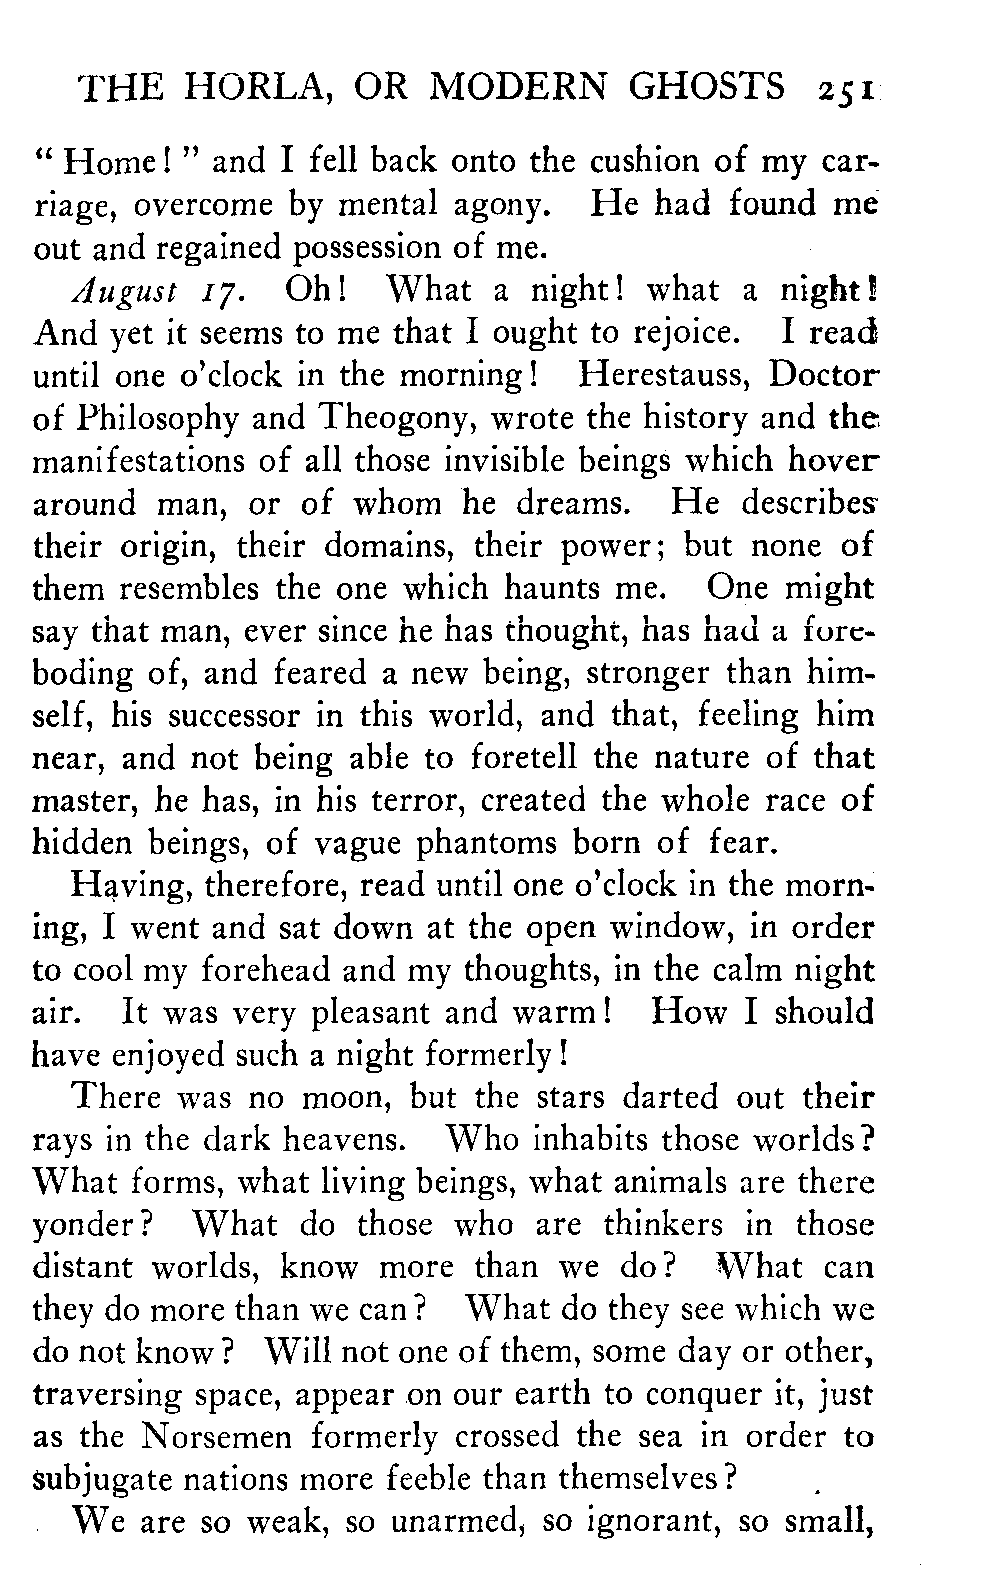 THE HORLA, OR MODERN GHOSTS 251
“ Home! ” and I fell back onto the cushion of my car-
riage, overcome by mental agony. He had found me
out and regained possession of me.
August 17. Oh! What a night! what a night!
And yet it seems to me that I ought to rejoice. I read
until one o’clock in the morning! Herestauss, Doctor
of Philosophy and Theogony, wrote the history and the
manifestations of all those invisible beings which hover
around man, or of whom he dreams. He describes
their origin, their domains, their power; but none of
them resembles the one which haunts me. One might
say that man, ever since he has thought, has had a fore-
boding of, and feared a new being, stronger than him-
self, his successor in this world, and that, feeling him
near, and not being able to foretell the nature of that
master, he has, in his terror, created the whole race of
hidden beings, of vague phantoms born of fear.
Having, therefore, read until one o’clock in the morn-
ing, I went and sat down at the open window, in order
to cool my forehead and my thoughts, in the calm night
air. It was very pleasant and warm! How I should
have enjoyed such a night formerly!
There was no moon, but the stars darted out their
rays in the dark heavens. Who inhabits those worlds?
What forms, what living beings, what animals are there
yonder? What do those who are thinkers in those
distant worlds, know more than we do? What can
they do more than we can? What do they see which we
do not know? Will not one of them, some day or other,
traversing space, appear on our earth to conquer it, just
as the Norsemen formerly crossed the sea in order to
subjugate nations more feeble than themselves?
We are so weak, so unarmed, so ignorant, so small,